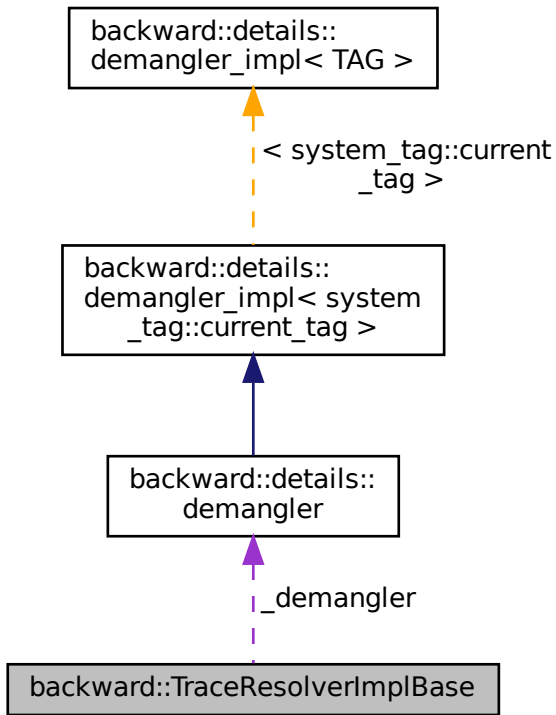 backward::details::
demangler_impl< TAG >
< system_tag::current
_tag >
backward::details::
demangler_impl< system
_tag::current_tag >
backward::details::
demangler
_demangler
backward::TraceResolverImplBase